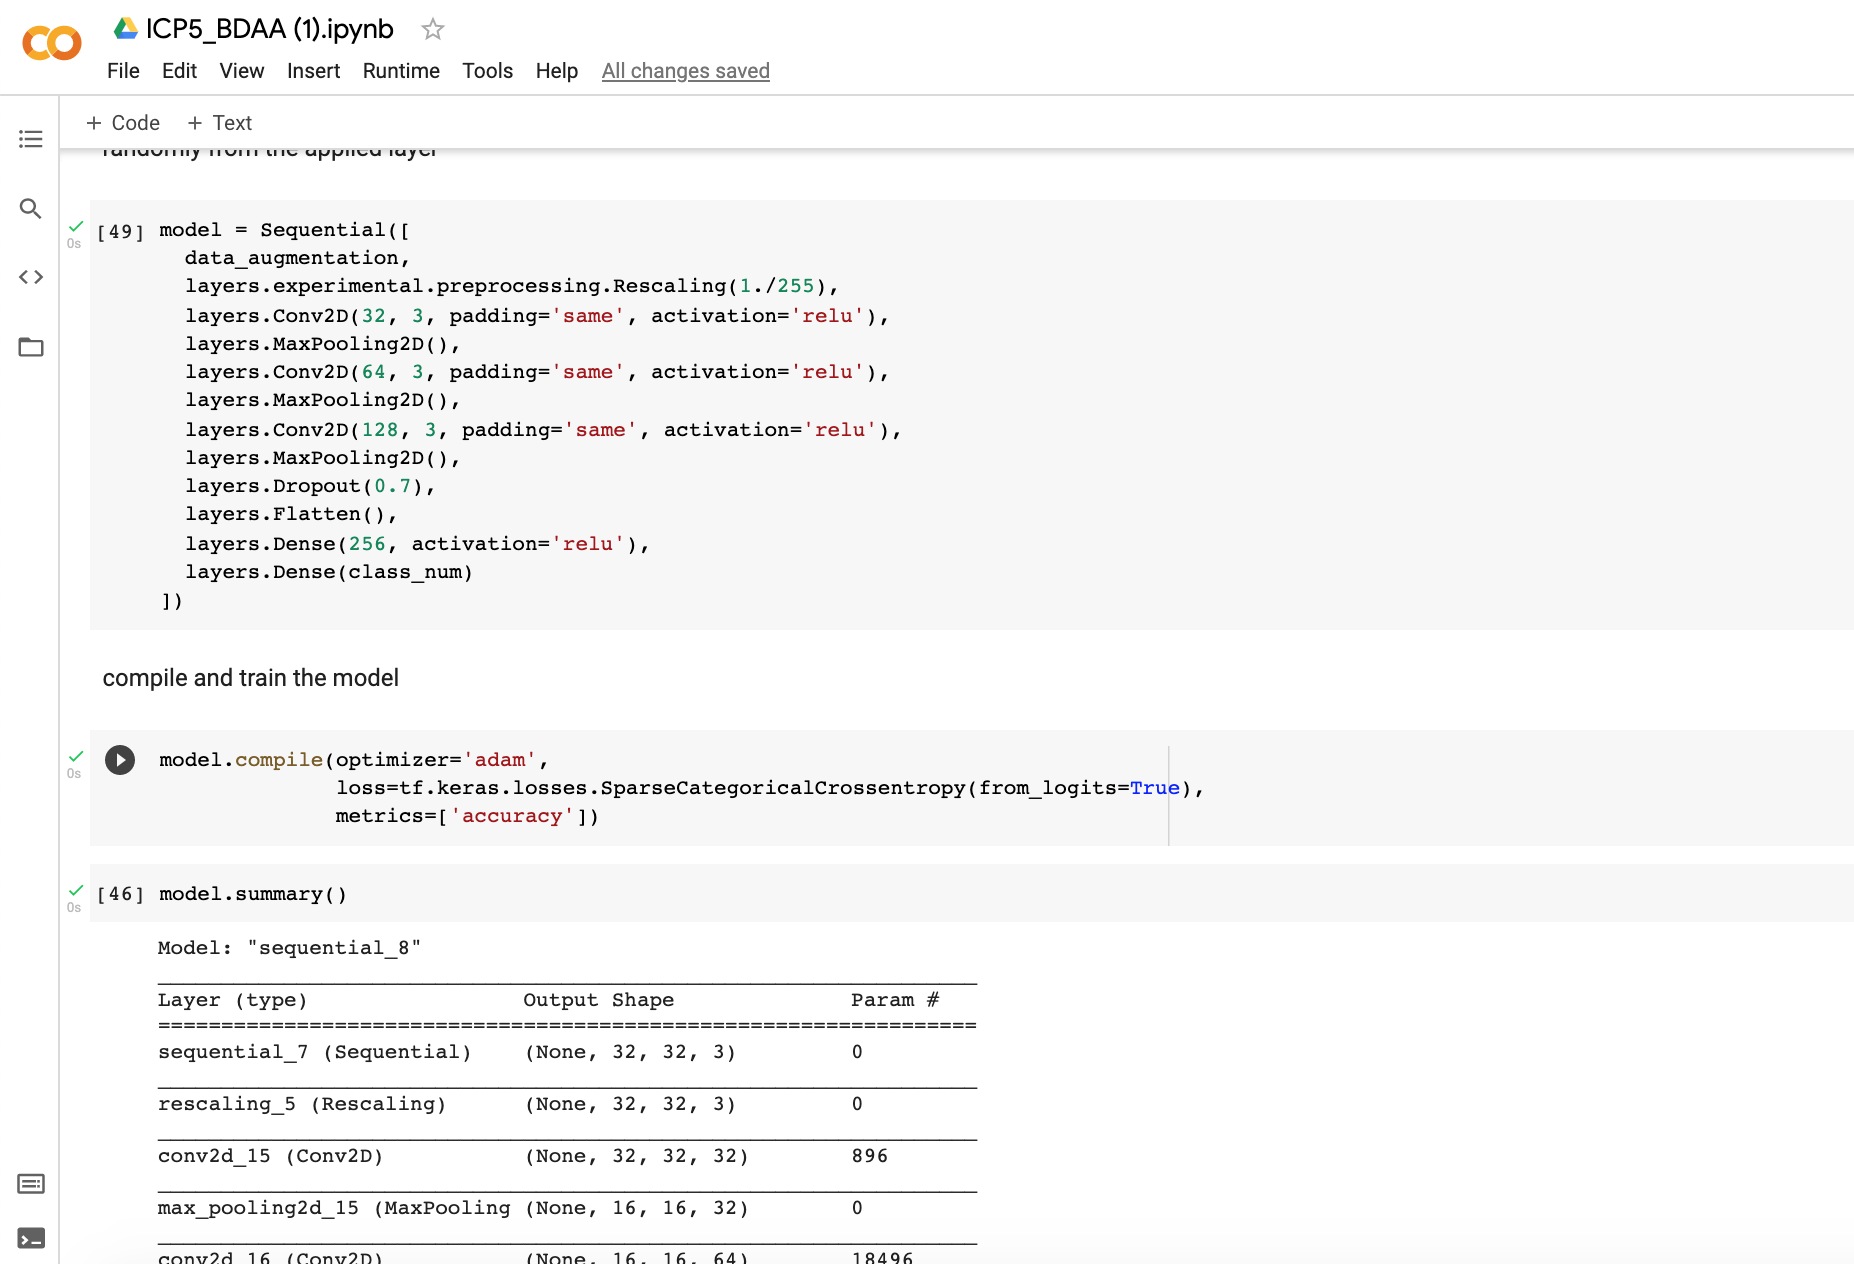 ICP5_BDAA (1).ipynb
File Edit View Insert Runtime Tools Help All changes saved
+ Code + Text
randomly from the applied layer
0s
[49] model = Sequential([
data_augmentation,
layers.experimental.preprocessing.Rescaling(1./255),
layers.Conv2D(32, 3, padding='same', activation='relu'),
layers.MaxPooling2D(),
layers.Conv2D(64, 3, padding='same', activation='relu'),
layers.MaxPooling2D(),
layers.Conv2D(128, 3, padding='same', activation='relu'),
layers.MaxPooling2D(),
layers.Dropout(0.7),
layers.Flatten(),
layers.Dense(256, activation='relu'),
layers.Dense(class_num)
])
compile and train the model
0s
model.compile(optimizer='adam',
loss=tf.keras.losses.SparseCategoricalCrossentropy(from_logits=True),
metrics=['accuracy'])
0s
[46] model.summary()
Model: "sequential_8"
_________________________________________________________________
Layer (type) Output Shape Param #
=================================================================
sequential_7 (Sequential) (None, 32, 32, 3) 0
_________________________________________________________________
rescaling_5 (Rescaling) (None, 32, 32, 3) 0
_________________________________________________________________
conv2d_15 (Conv2D) (None, 32, 32, 32) 896
_________________________________________________________________
max_pooling2d_15 (MaxPooling (None, 16, 16, 32) 0
_________________________________________________________________
conv2d_16 (Conv2D) (None, 16, 16, 64) 18496